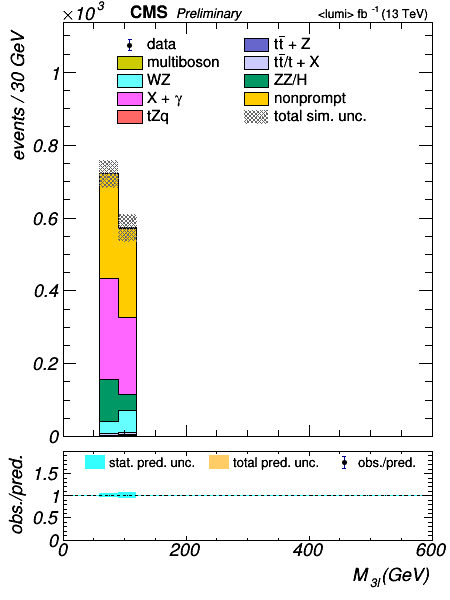 ×10³ CMS Preliminary <lumi> fb ⁻¹ (13 TeV)
data tt̅ + Z
multiboson tt̅/t + X
WZ ZZ/H
X + γ nonprompt
tZq total sim. unc.
events / 30 GeV
1
0.8
0.6
0.4
0.2
0
stat. pred. unc. total pred. unc. obs./pred.
obs./pred.
1.5
1
0.5
0
0 200 400 600
M₃ₗ(GeV)